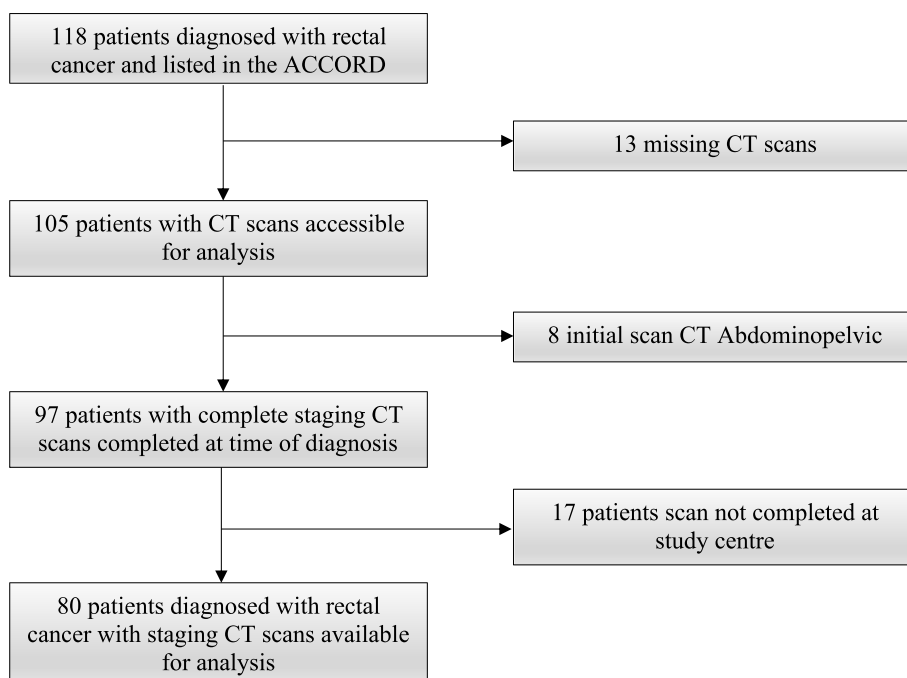 118 patients diagnosed with rectal
cancer and listed in the ACCORD
13 missing CT scans
105 patients with CT scans accessible
for analysis
8 initial scan CT Abdominopelvic
97 patients with complete staging CT
scans completed at time of diagnosis
17 patients scan not completed at
study centre
80 patients diagnosed with rectal
cancer with staging CT scans available
for analysis